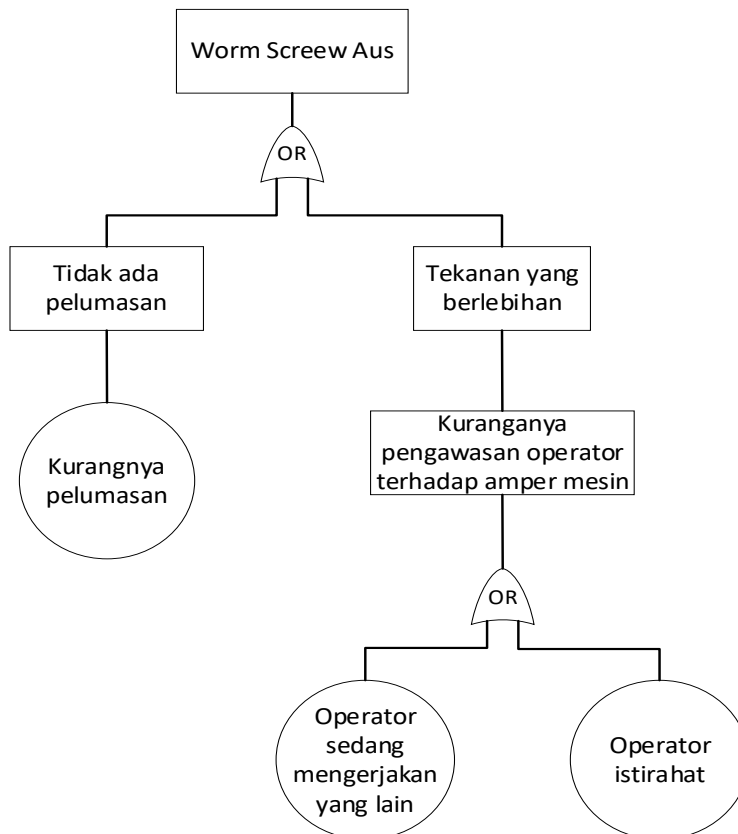 Worm Screew Aus
OR
Tidak ada
pelumasan
Tekanan yang
berlebihan
Kurangnya
pelumasan
Kuranganya
pengawasan operator
terhadap amper mesin
OR
Operator
sedang
mengerjakan
yang lain
Operator
istirahat